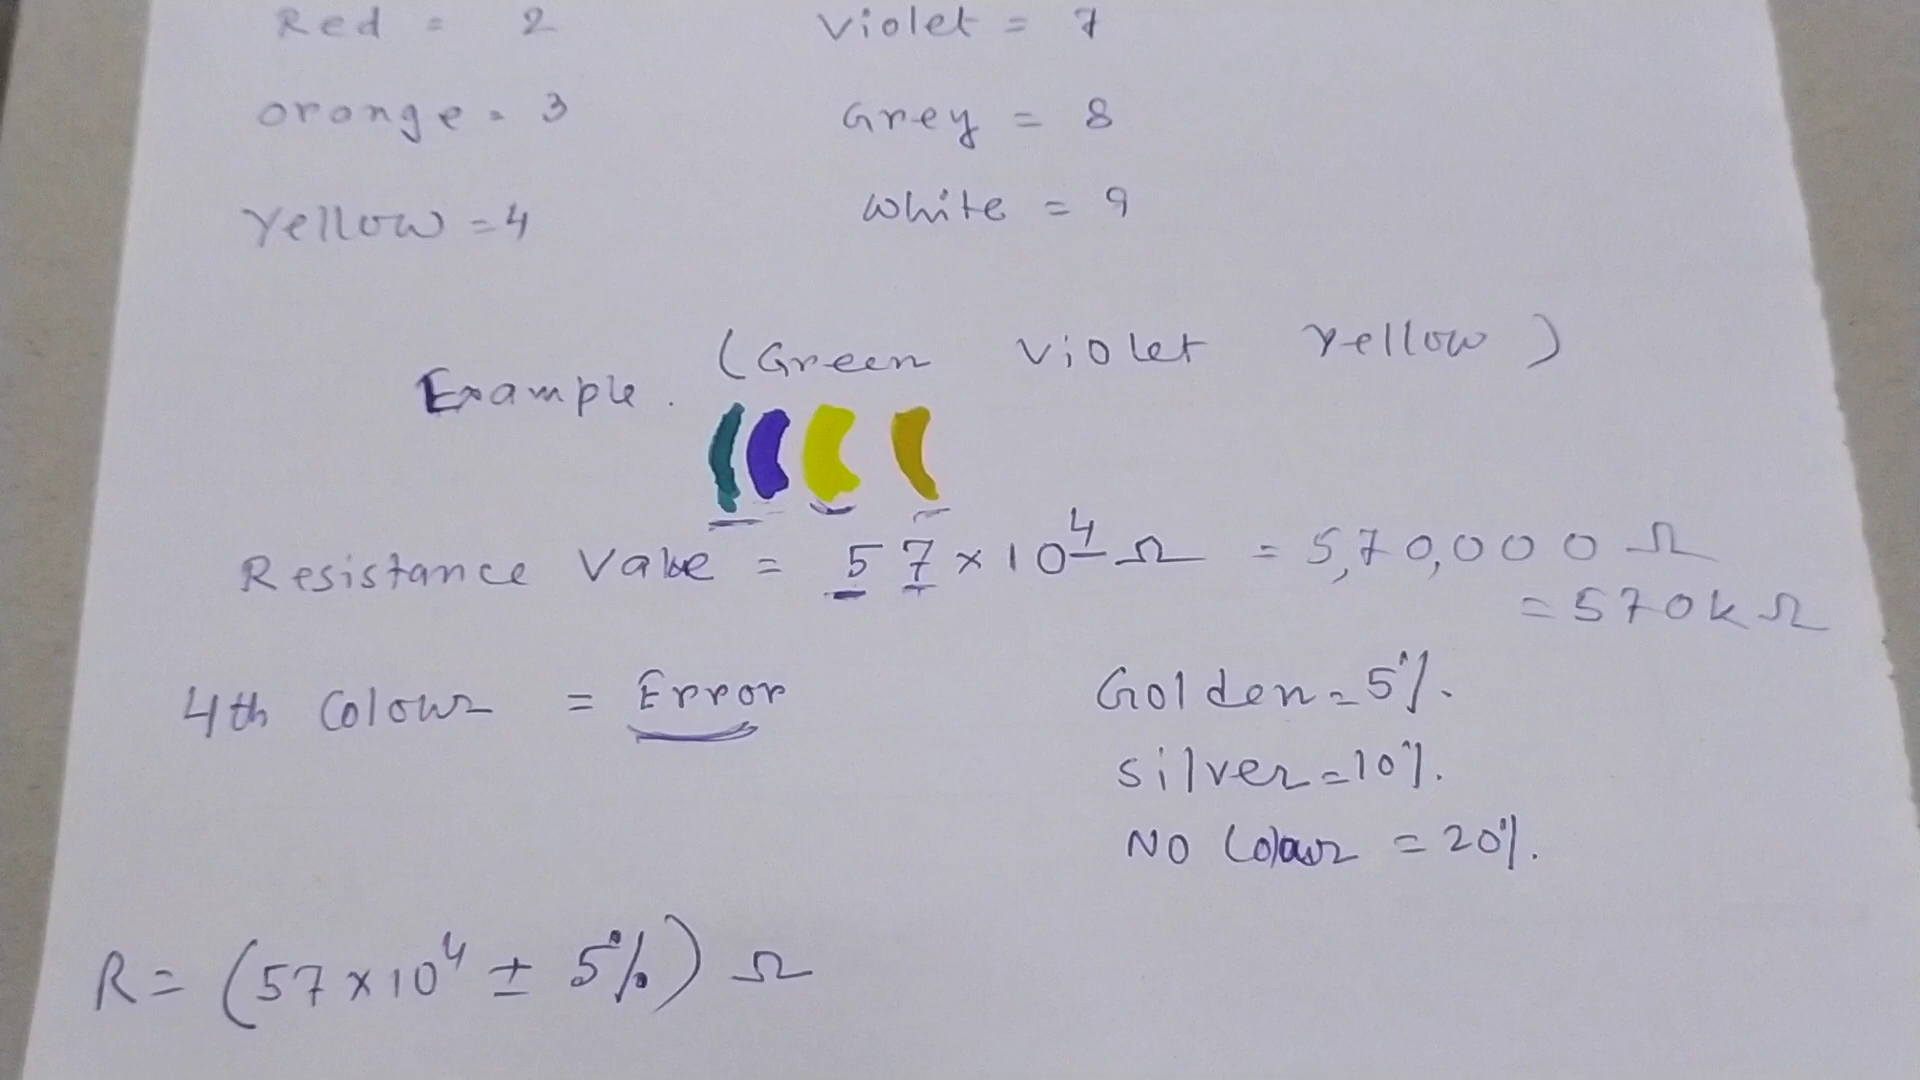 Red = 2 Violet = 7
Orange = 3 Grey = 8
Yellow = 4 White = 9
Example. (Green Violet Yellow)
Resistance Value = 57 × 10⁴ Ω = 5,70,000 Ω
= 570k Ω
4th Colour = Error Golden = 5%.
Silver = 10%.
No Colour = 20%.
R = (57 × 10⁴ ± 5%) Ω